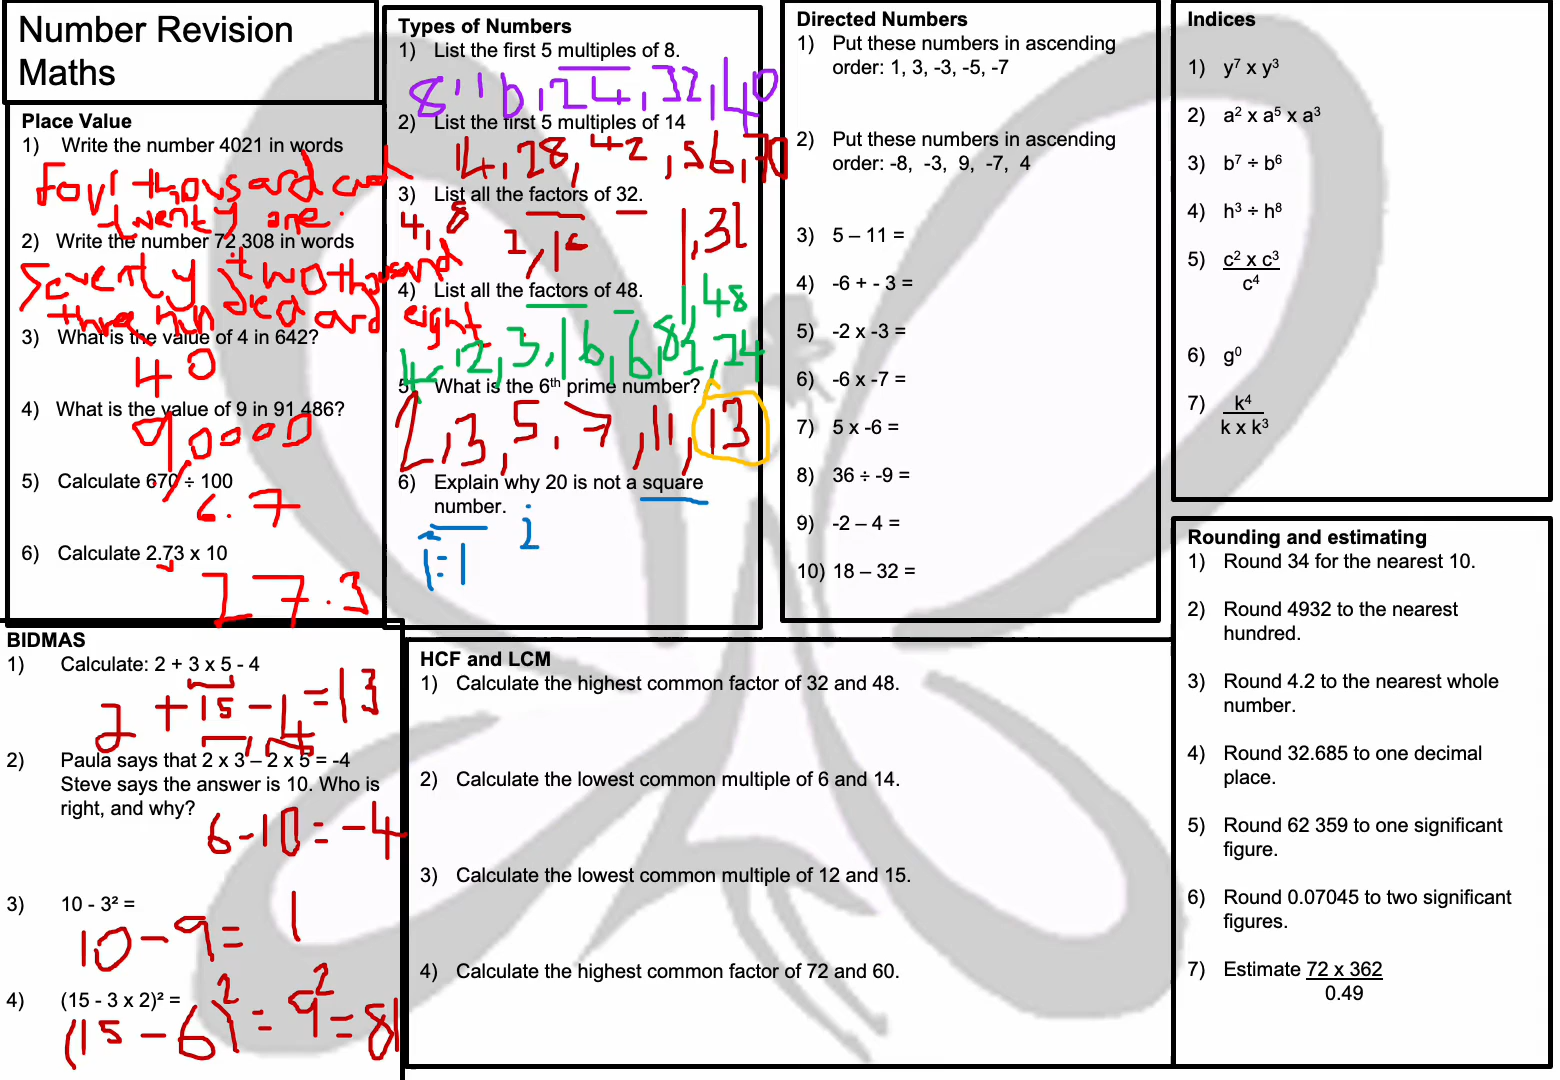 Number Revision
Maths
Place Value
1) Write the number 4021 in words
Four thousand and
twenty one.
2) Write the number 72 308 in words
Seventy two thousand
three hundred and eight
3) What is the value of 4 in 642?
40
4) What is the value of 9 in 91 486?
90000
5) Calculate 670 ÷ 100
6.7
6) Calculate 2.73 x 10
27.3
Types of Numbers
1) List the first 5 multiples of 8.
8, 16, 24, 32, 40
2) List the first 5 multiples of 14
14, 28, 42, 56, 70
3) List all the factors of 32.
4, 8
2, 16
1, 32
4) List all the factors of 48.
1, 48
2, 3, 16, 6, 8, 2, 24
5) What is the 6th prime number?
2, 3, 5, 7, 11, 13
6) Explain why 20 is not a square
number.
1² = 1
2
BIDMAS
1) Calculate: 2 + 3 x 5 - 4
2 + 15 - 4 = 13
2) Paula says that 2 x 3 – 2 x 5 = -4
Steve says the answer is 10. Who is
right, and why?
6 - 10 = -4
3) 10 - 3² =
10 - 9 = 1
4) (15 - 3 x 2)² =
(15 - 6)² = 9² = 81
HCF and LCM
1) Calculate the highest common factor of 32 and 48.
2) Calculate the lowest common multiple of 6 and 14.
3) Calculate the lowest common multiple of 12 and 15.
4) Calculate the highest common factor of 72 and 60.
Directed Numbers
1) Put these numbers in ascending
order: 1, 3, -3, -5, -7
2) Put these numbers in ascending
order: -8, -3, 9, -7, 4
3) 5 – 11 =
4) -6 + - 3 =
5) -2 x -3 =
6) -6 x -7 =
7) 5 x -6 =
8) 36 ÷ -9 =
9) -2 – 4 =
10) 18 – 32 =
Indices
1) y⁷ x y³
2) a² x a⁵ x a³
3) b⁷ ÷ b⁶
4) h³ ÷ h⁸
5) c² x c³
c⁴
6) g⁰
7) k⁴
k x k³
Rounding and estimating
1) Round 34 for the nearest 10.
2) Round 4932 to the nearest
hundred.
3) Round 4.2 to the nearest whole
number.
4) Round 32.685 to one decimal
place.
5) Round 62 359 to one significant
figure.
6) Round 0.07045 to two significant
figures.
7) Estimate 72 x 362
0.49